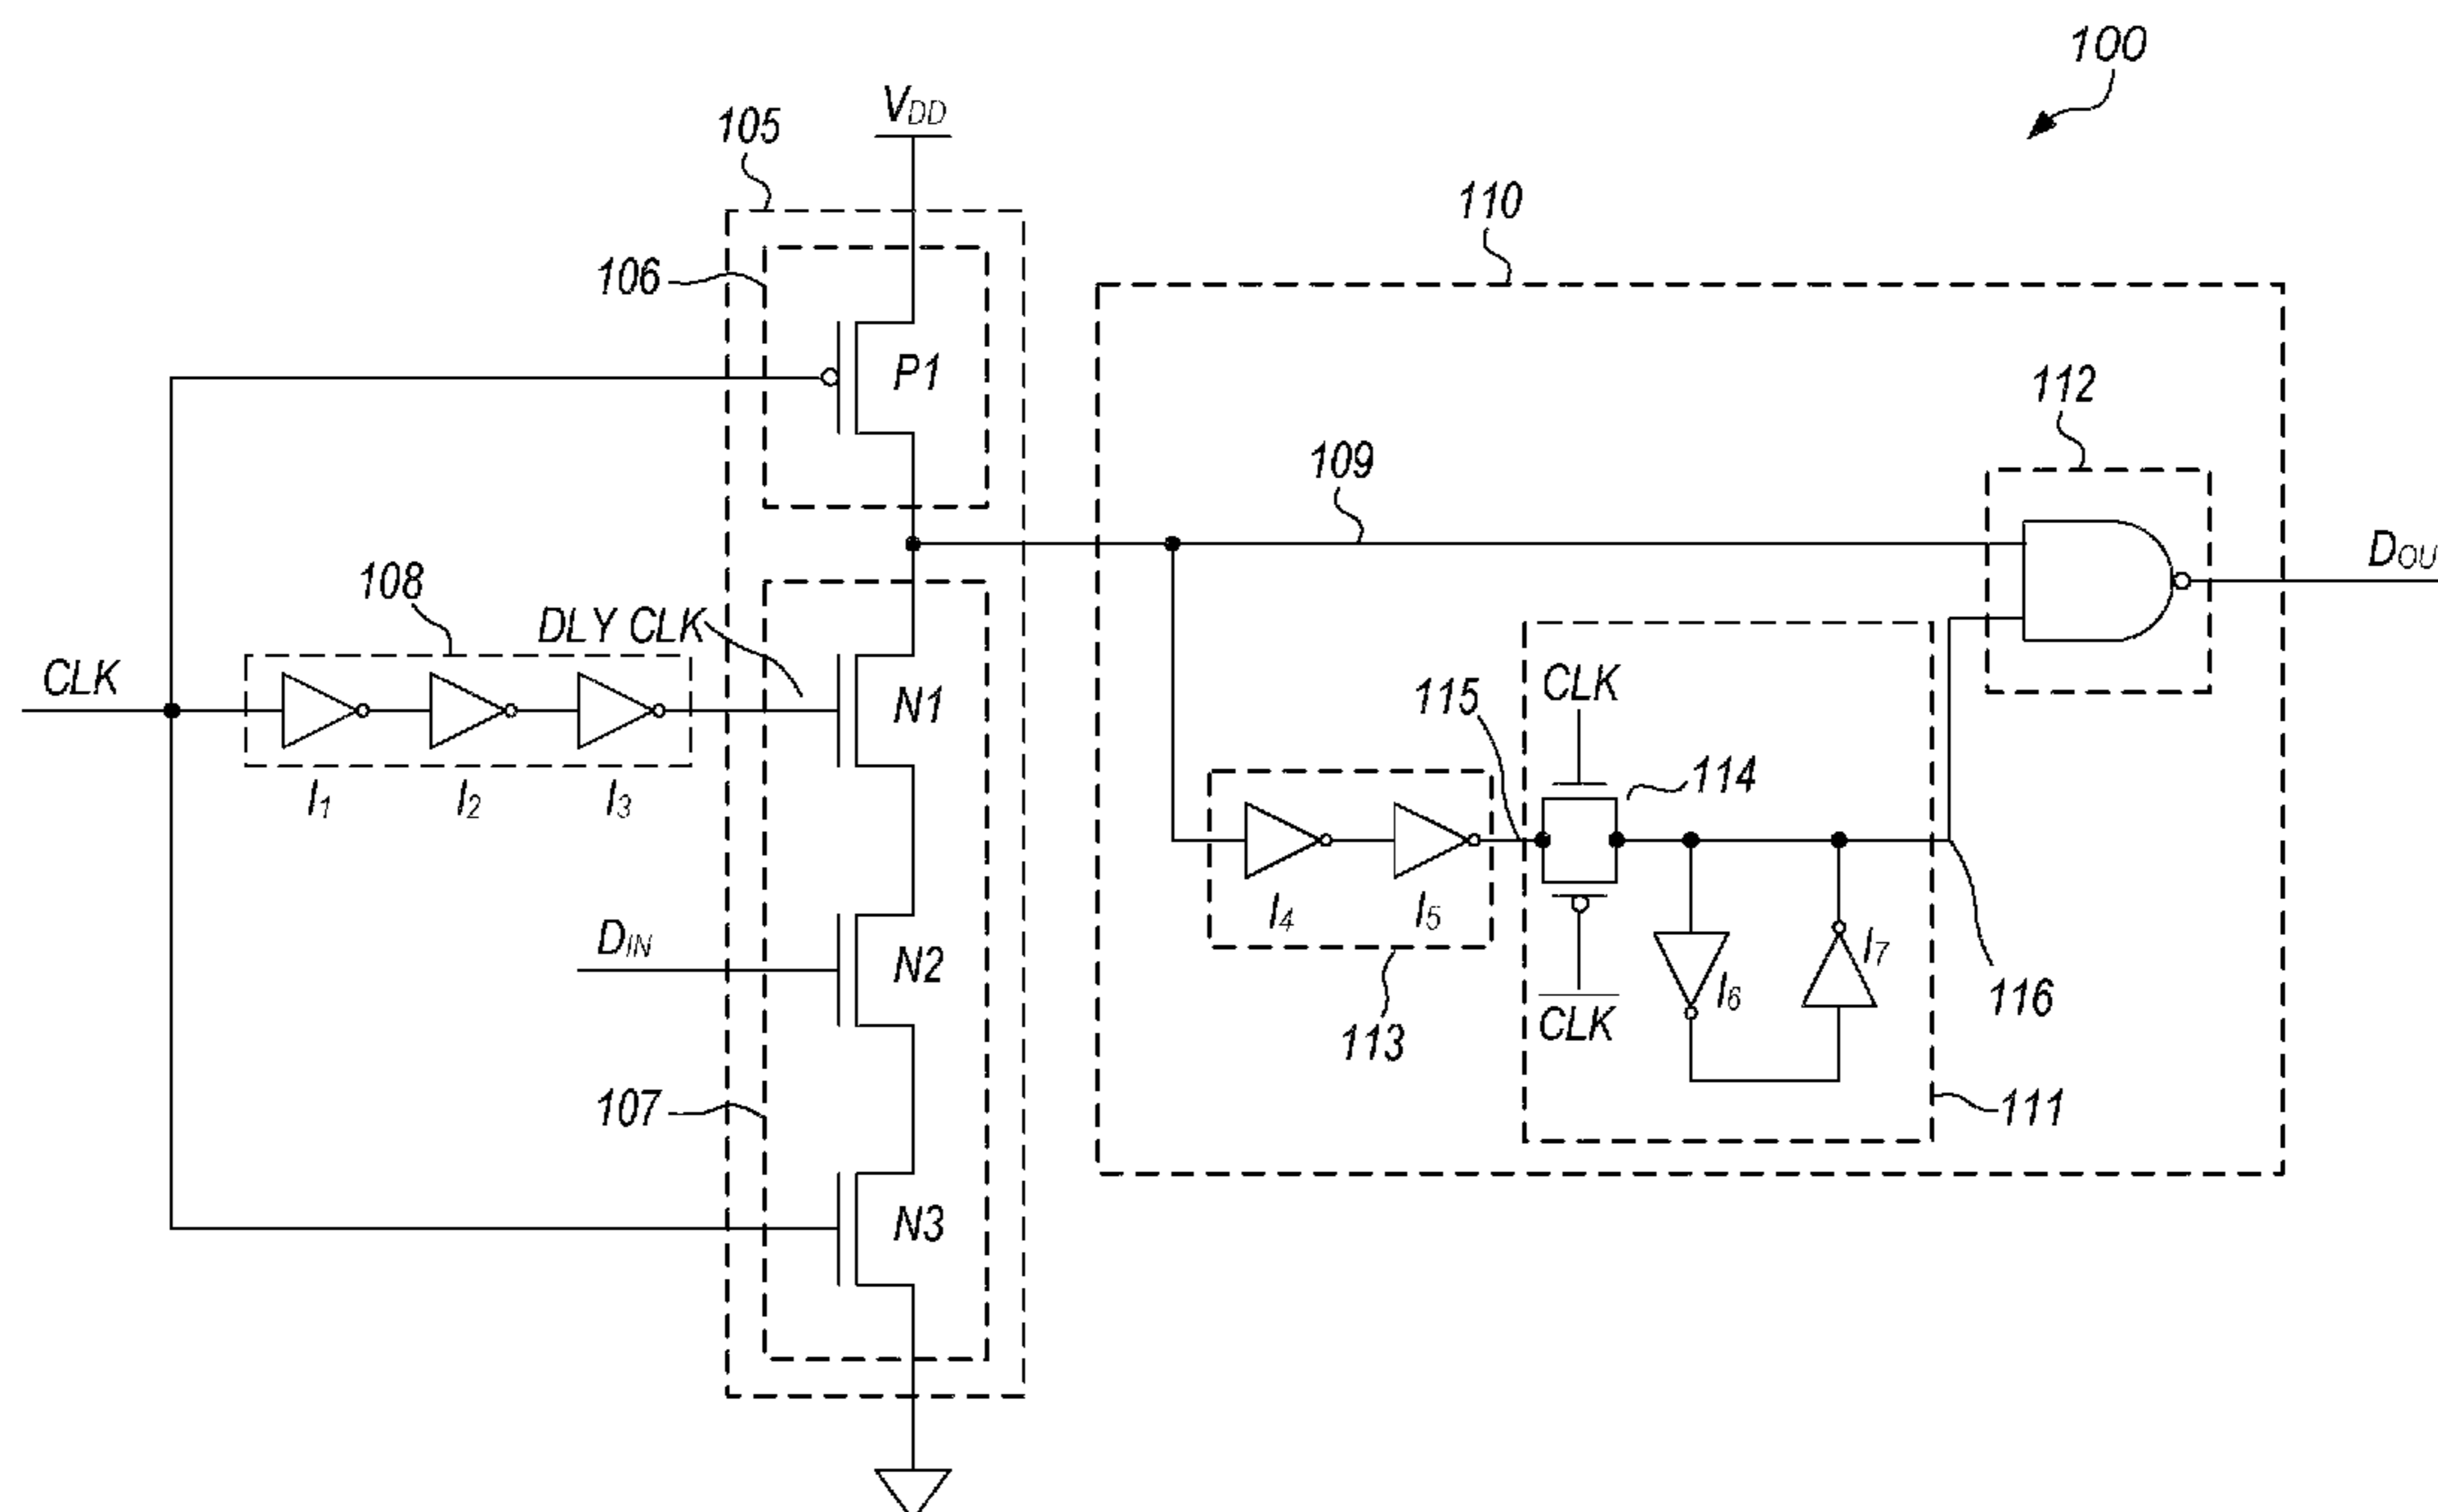 100
VDD
105
110
106
P1
112
109
DOU
108
DLY CLK
CLK
N1
CLK
115
114
I1
I2
I3
DIN
N2
I4
I5
I7
I6
116
CLK
113
107
111
N3